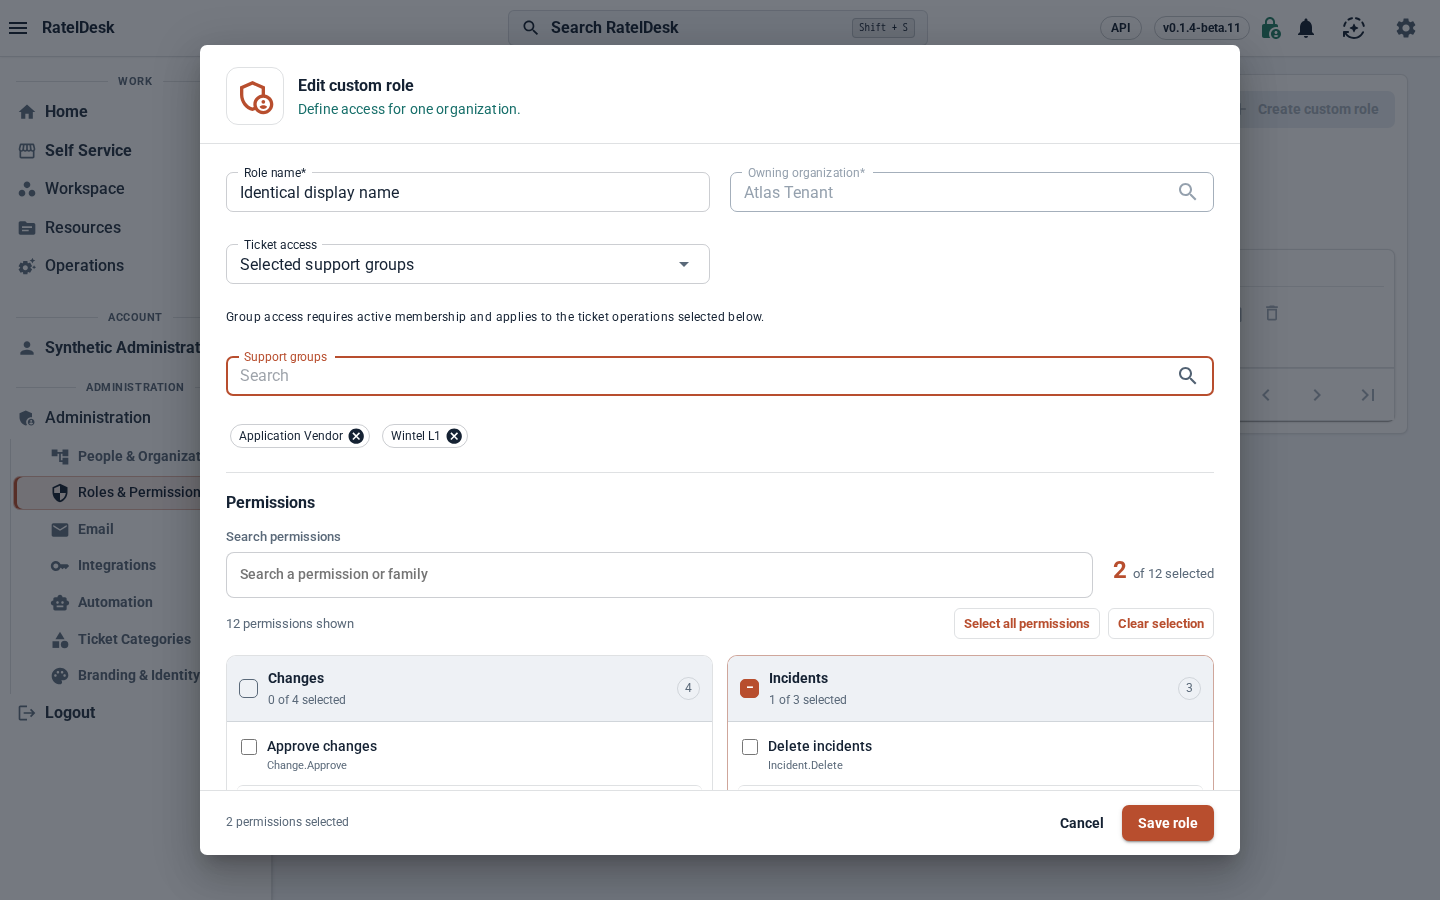 RatelDesk
Search RatelDesk
Shift + S
API
v0.1.4-beta.11
WORK
Home
Self Service
Workspace
Resources
Operations
ACCOUNT
Synthetic Administrat
ADMINISTRATION
Administration
People & Organizat
Roles & Permission
Email
Integrations
Automation
Ticket Categories
Branding & Identity
Logout
Create custom role
Edit custom role
Define access for one organization.
Role name*
Identical display name
Owning organization*
Atlas Tenant
Ticket access
Selected support groups
Group access requires active membership and applies to the ticket operations selected below.
Support groups
Search
Application Vendor
Wintel L1
Permissions
Search permissions
Search a permission or family
2 of 12 selected
12 permissions shown
Select all permissions
Clear selection
Changes
0 of 4 selected
4
Approve changes
Change.Approve
Incidents
1 of 3 selected
3
Delete incidents
Incident.Delete
2 permissions selected
Cancel
Save role